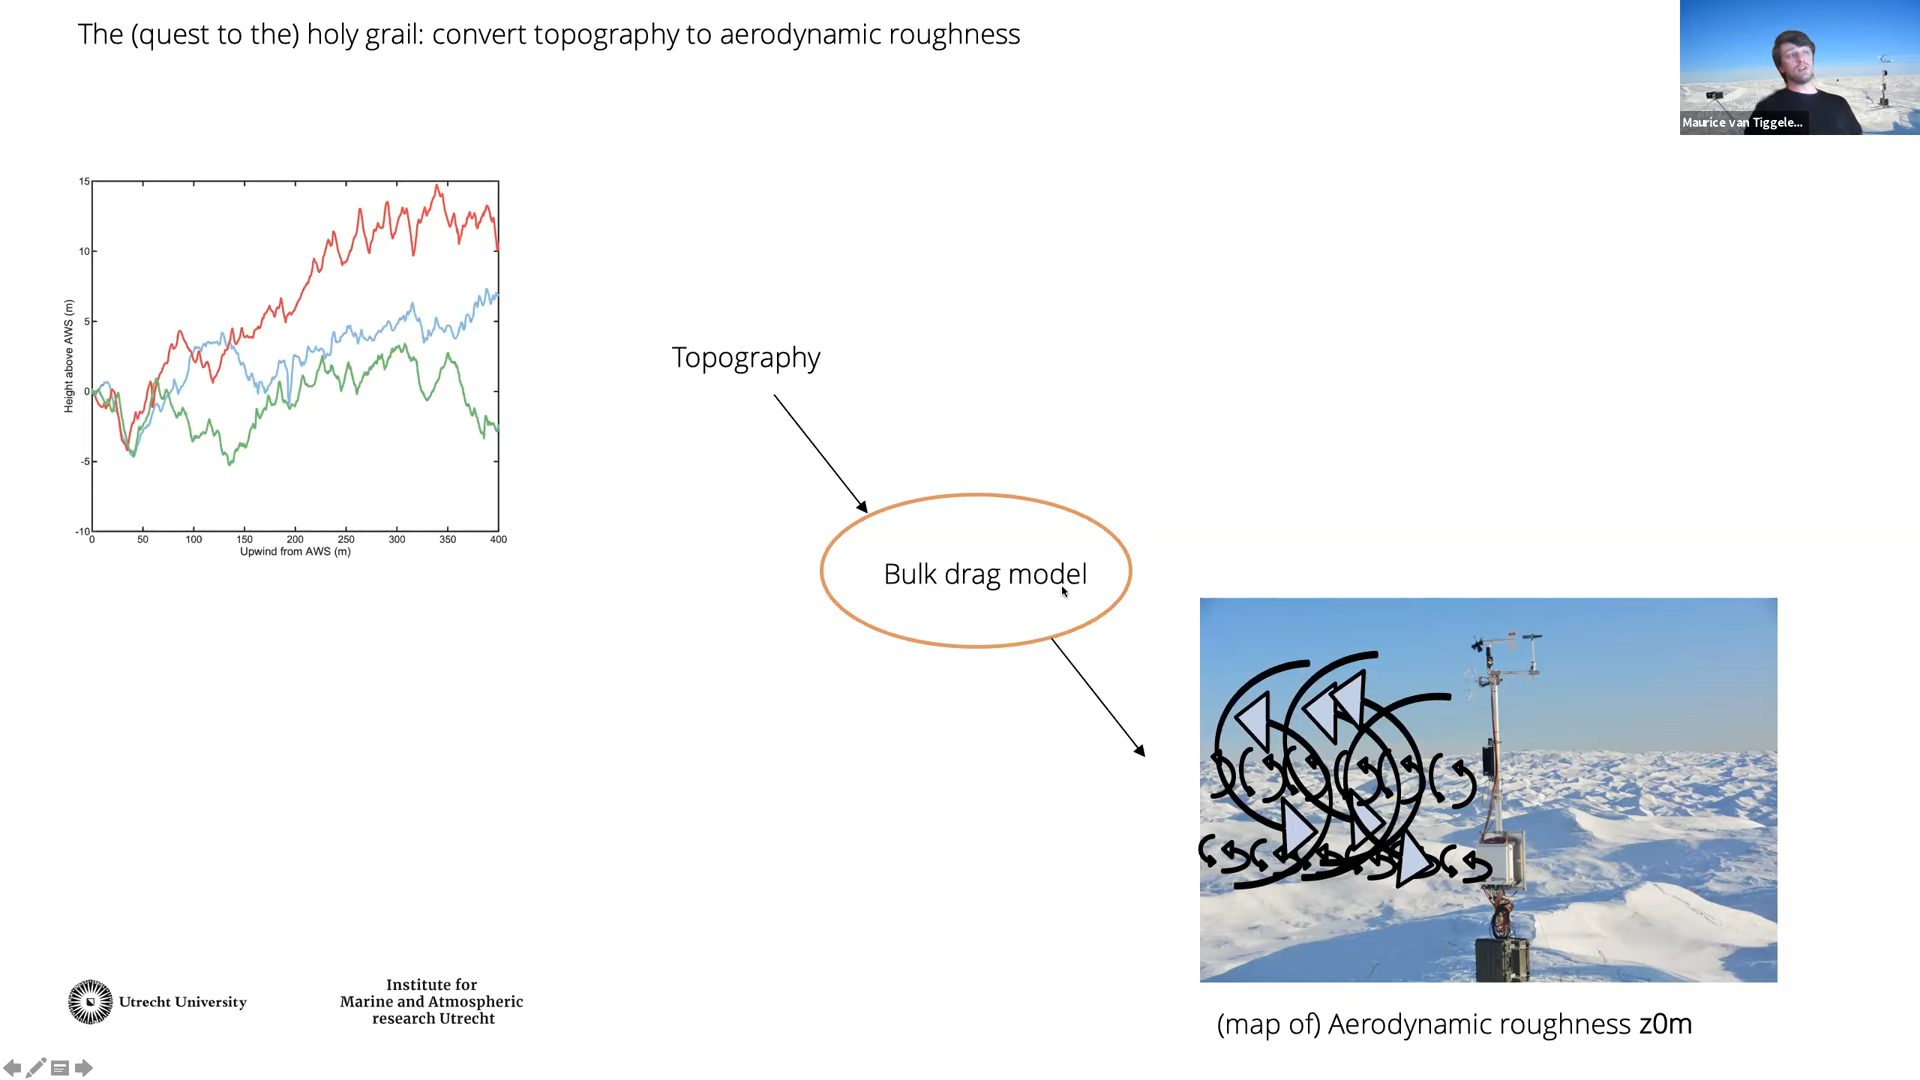 The (quest to the) holy grail: convert topography to aerodynamic roughness
Maurice van Tiggele...
15
10
5
0
-5
-10
Height above AWS (m)
0 50 100 150 200 250 300 350 400
Upwind from AWS (m)
Topography
Bulk drag model
Utrecht University
Institute for
Marine and Atmospheric
research Utrecht
(map of) Aerodynamic roughness z0m